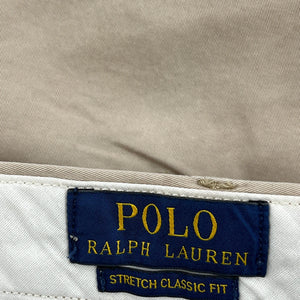 POLO
RALPH LAUREN
STRETCH CLASSIC FIT